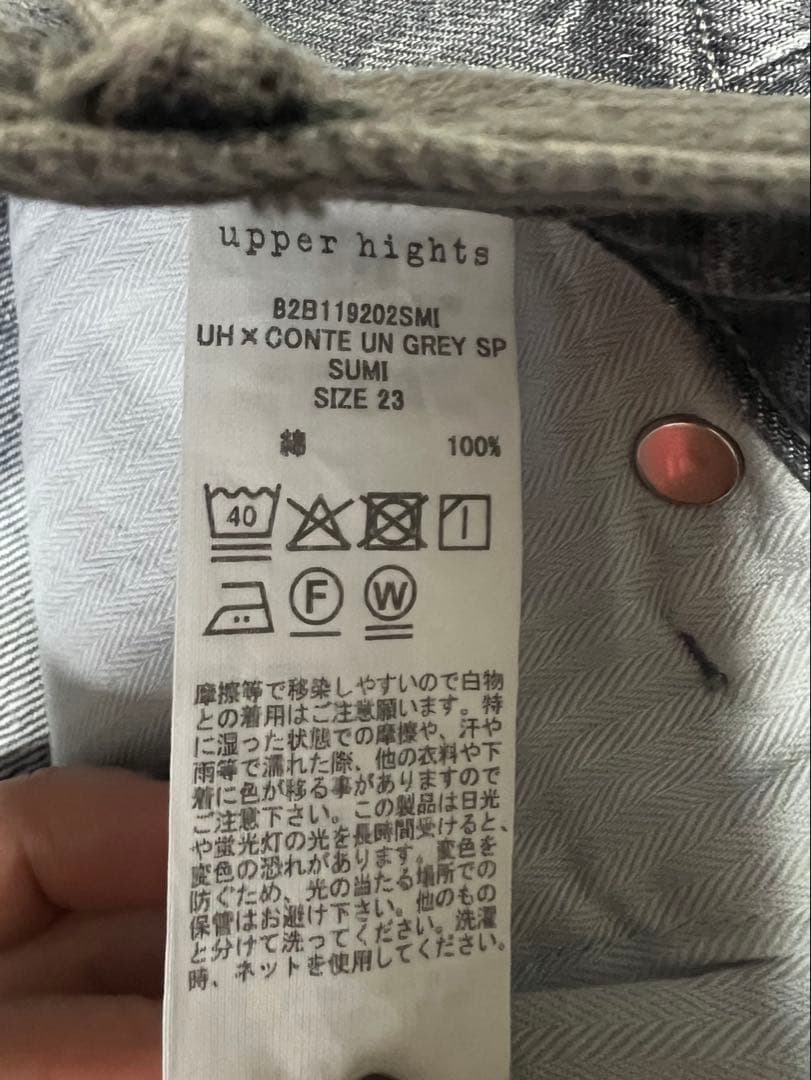 upper hights
B2B119202SMI
UH×CONTE UN GREY SP
SUMI
SIZE 23
綿 100%
40
F W
摩擦等で移染しやすいので白物
との着用はご注意願います。特
に湿った状態での摩擦や、汗や
雨等で濡れた際、他の衣料や下
着に色が移る事がありますので
ご注意下さい。この製品は日光
や蛍光灯の光を長時間受けると、
変色の恐れがあります。変色を
防ぐため、光の当たる場所での
保管はお避け下さい。他のもの
と分けて洗ってください。洗濯
時、ネットを使用してください。